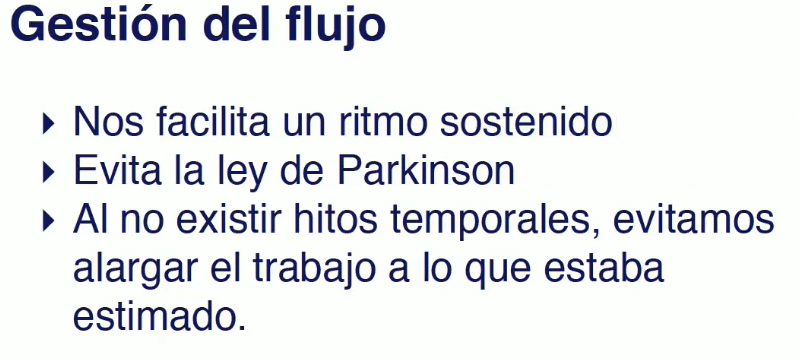 Gestión del flujo
Nos facilita un ritmo sostenido
Evita la ley de Parkinson
Al no existir hitos temporales, evitamos
alargar el trabajo a lo que estaba
estimado.